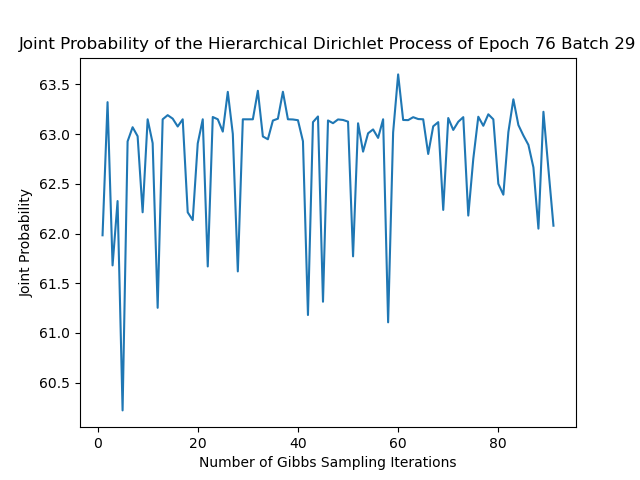 Joint Probability of the Hierarchical Dirichlet Process of Epoch 76 Batch 29
63.5
63.0
62.5
62.0
61.5
61.0
60.5
Joint Probability
0 20 40 60 80
Number of Gibbs Sampling Iterations